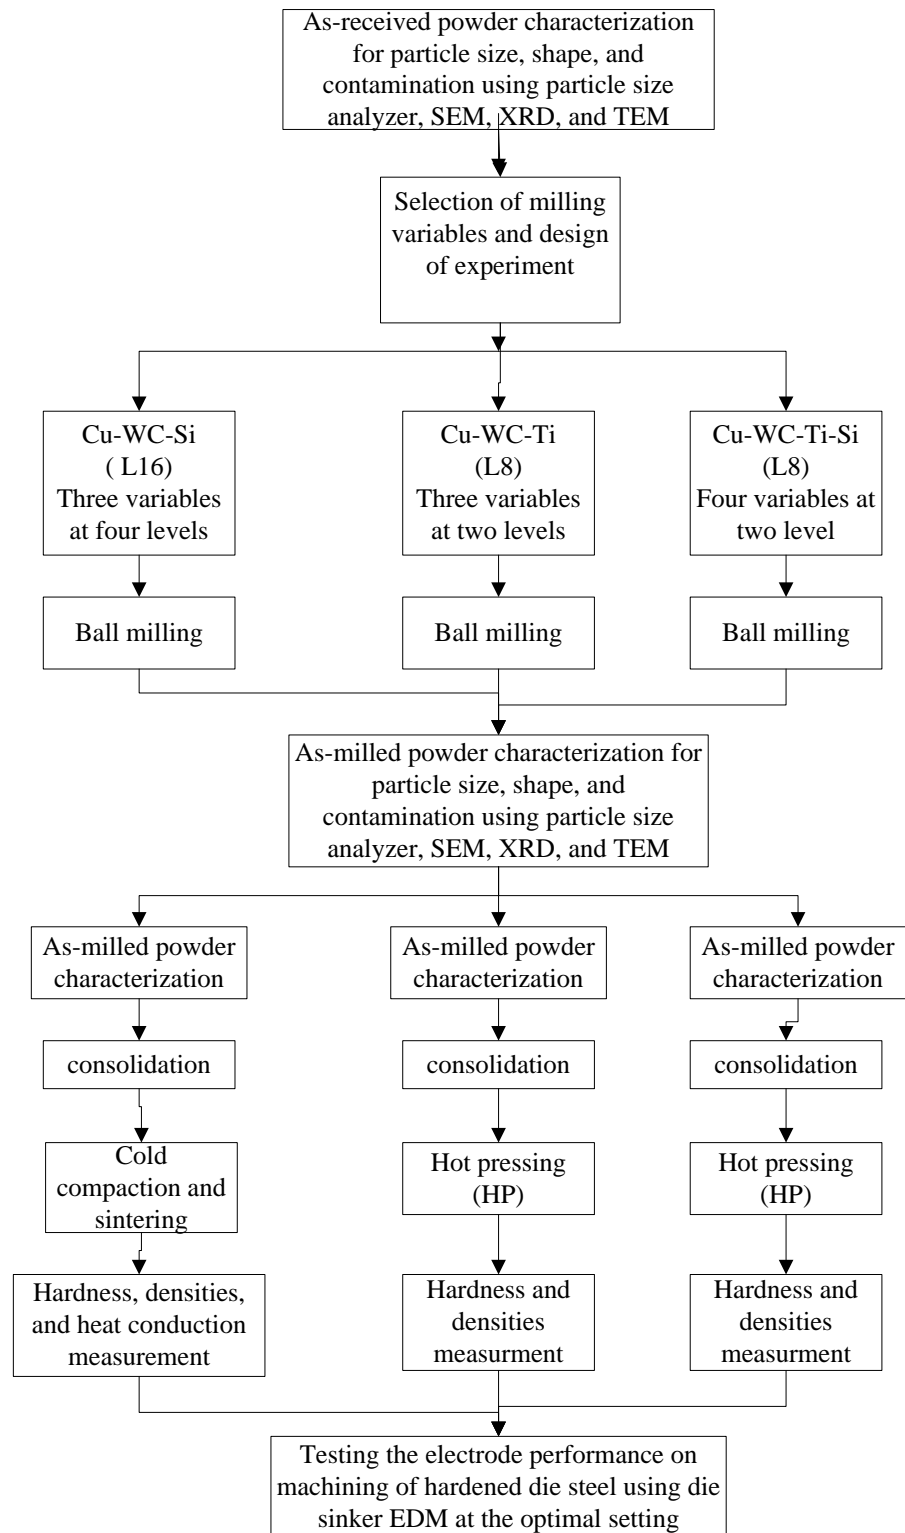 As-received powder characterization
for particle size, shape, and
contamination using particle size
analyzer, SEM, XRD, and TEM
Selection of milling
variables and design
of experiment
Cu-WC-Si
( L16)
Three variables
at four levels
Cu-WC-Ti
(L8)
Three variables
at two levels
Cu-WC-Ti-Si
(L8)
Four variables at
two level
Ball milling
Ball milling
Ball milling
As-milled powder characterization for
particle size, shape, and
contamination using particle size
analyzer, SEM, XRD, and TEM
As-milled powder
characterization
As-milled powder
characterization
As-milled powder
characterization
consolidation
consolidation
consolidation
Cold
compaction and
sintering
Hot pressing
(HP)
Hot pressing
(HP)
Hardness, densities,
and heat conduction
measurement
Hardness and
densities
measurment
Hardness and
densities
measurment
Testing the electrode performance on
machining of hardened die steel using die
sinker EDM at the optimal setting